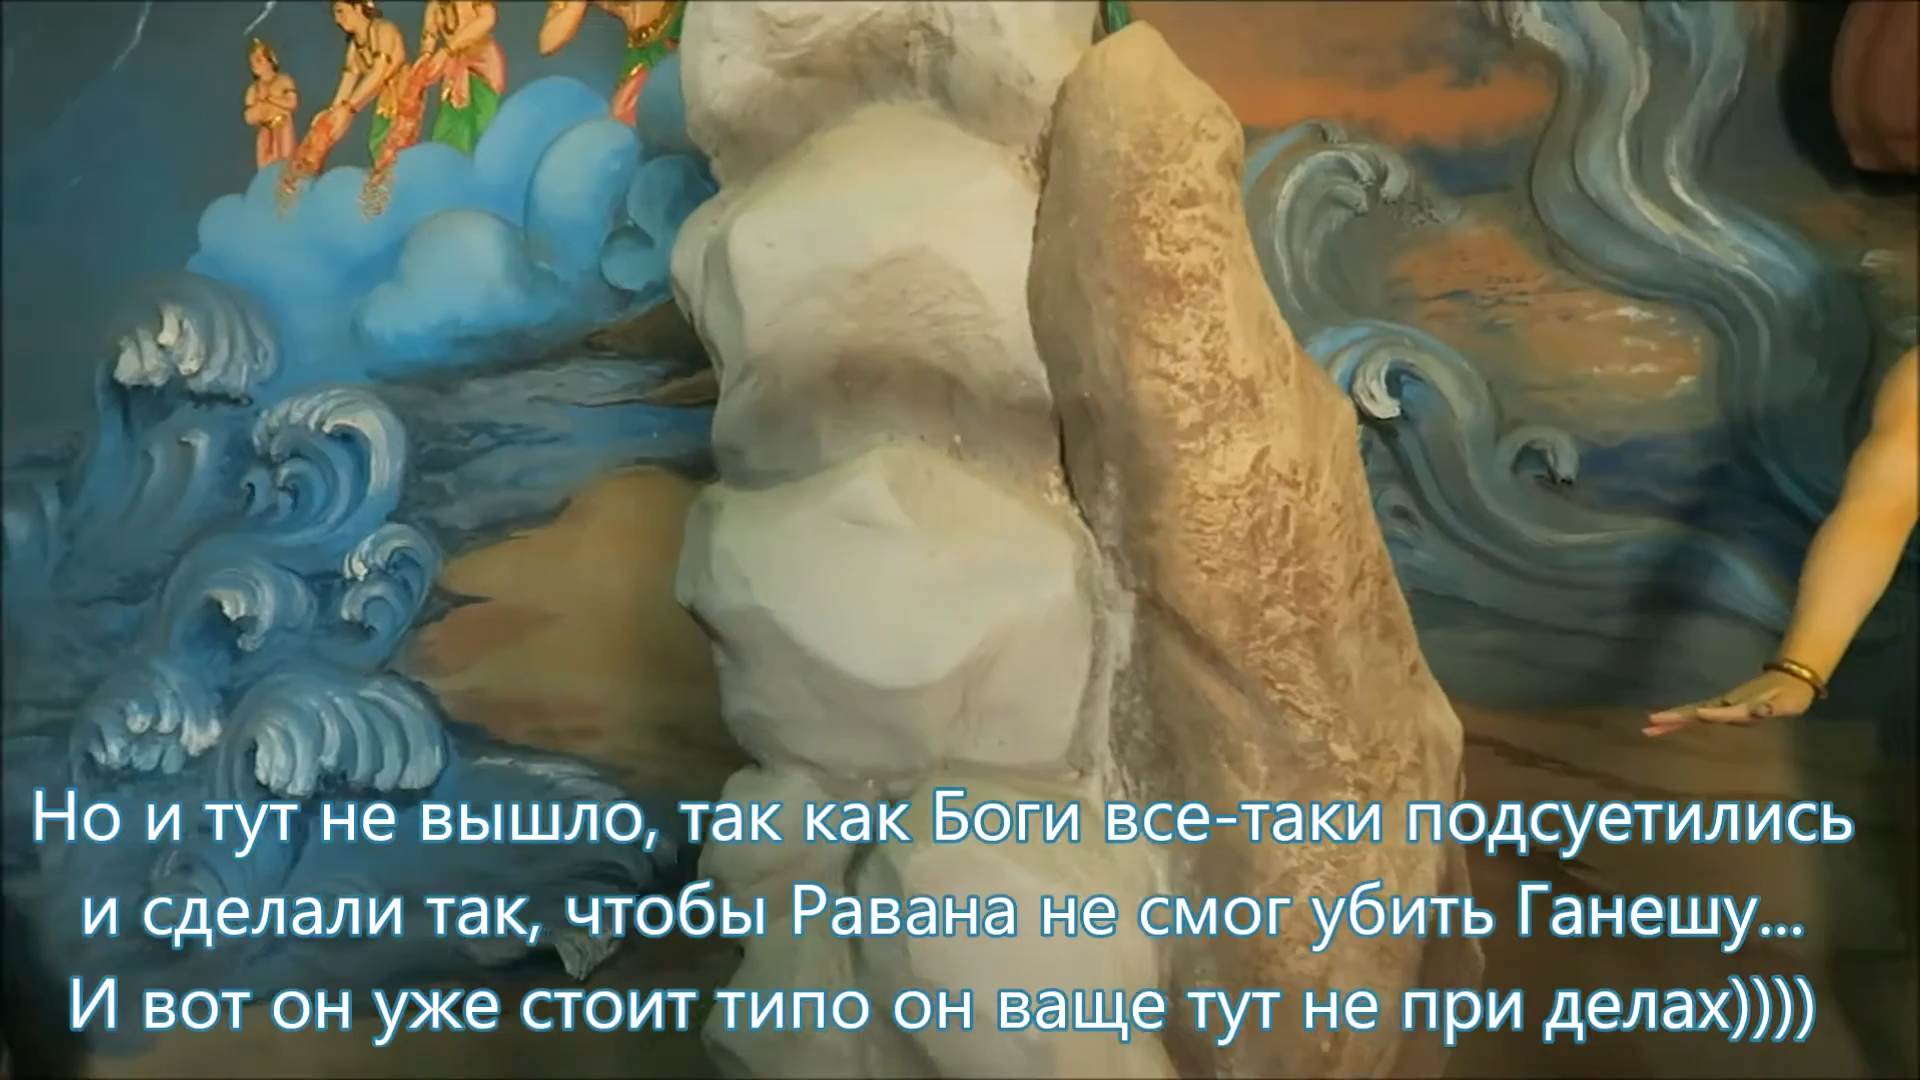 Но и тут не вышло, так как Боги все-таки подсуетились
и сделали так, чтобы Равана не смог убить Ганешу...
И вот он уже стоит типо он ваще тут не при делах))))